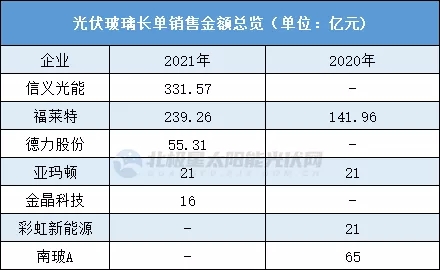 光伏玻璃长单销售金额总览（单位：亿元）
企业 2021年 2020年
信义光能 331.57 -
福莱特 239.26 141.96
德力股份 55.31 -
北极星太阳能光伏网
亚玛顿 21 21
金晶科技 16 -
彩虹新能源 - 21
南玻A - 65